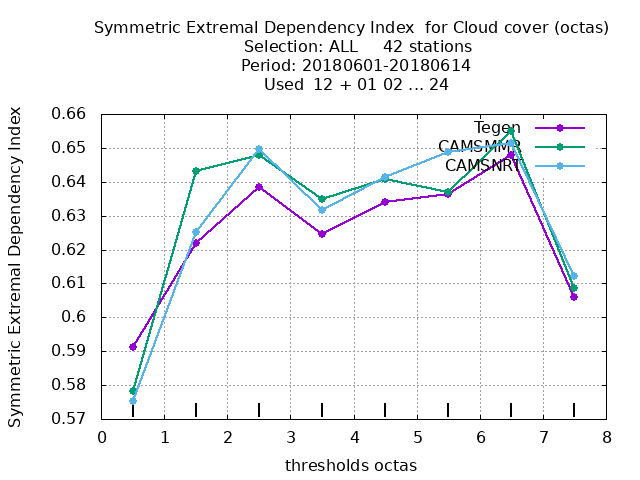 Symmetric Extremal Dependency Index  for Cloud cover (octas)
Selection: ALL     42 stations
Period: 20180601-20180614
Used  12 + 01 02 ... 24
Symmetric Extremal Dependency Index
0.66
0.65
0.64
0.63
0.62
0.61
0.6
0.59
0.58
0.57
Tegen
CAMSMMR
CAMSNRT
0 1 2 3 4 5 6 7 8
thresholds octas